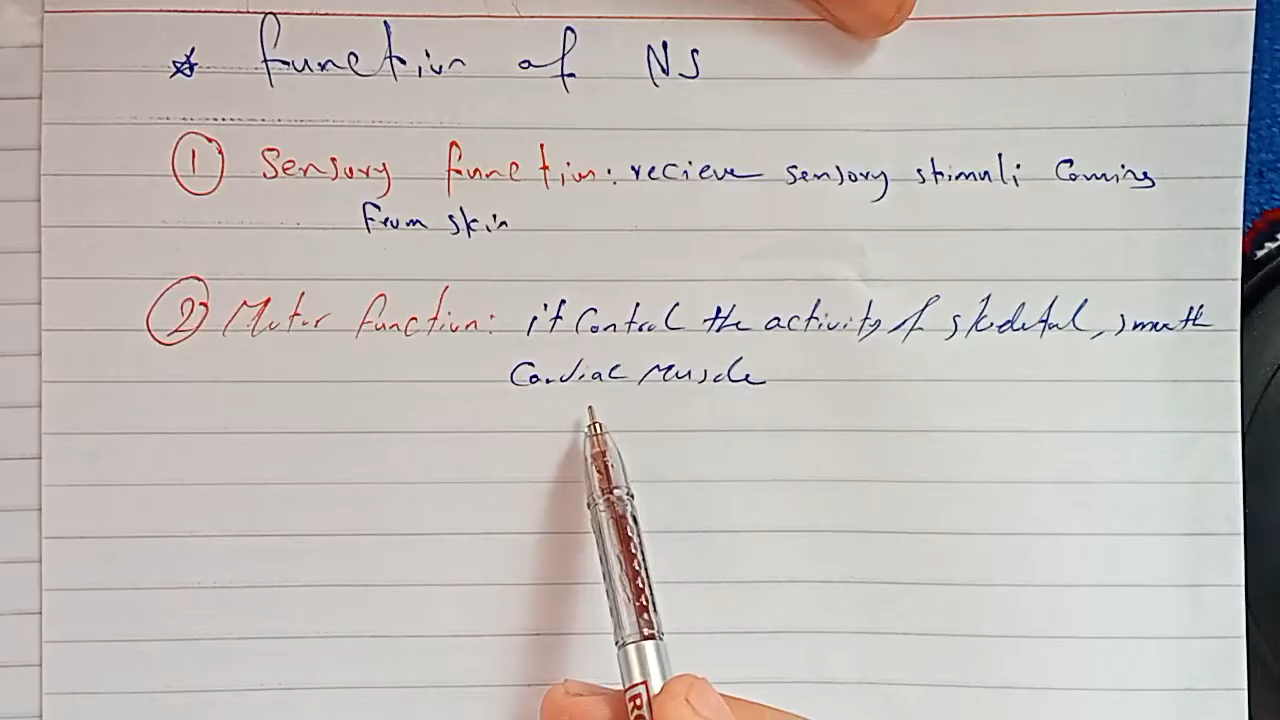 * function of NS
① Sensory function: recieve sensory stimuli Coming
From skin
② Motor function: it Control the activity of skeletal, smooth
Cardiac Muscle
RO